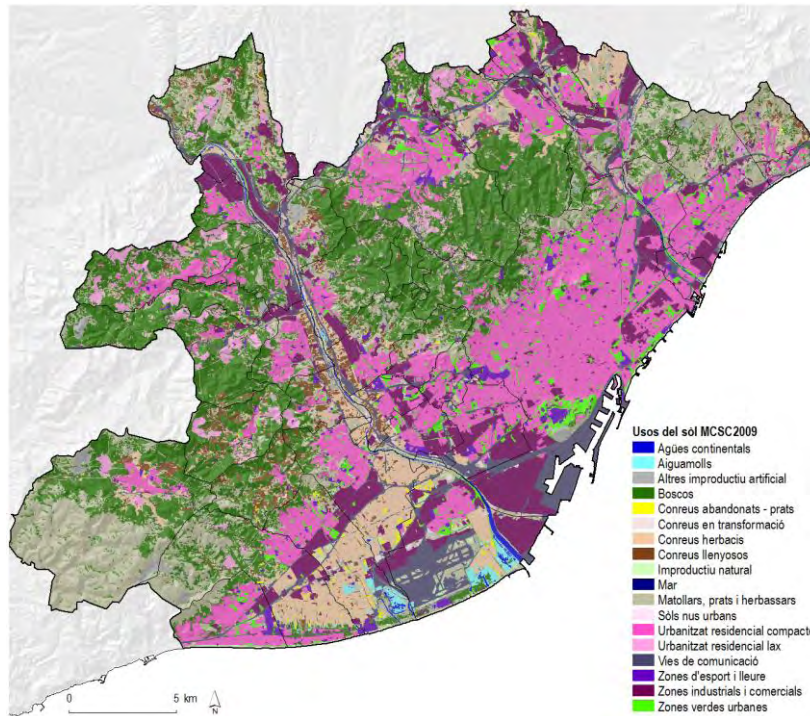 Usos del sòl MCSC2009
Agües continentals
Aiguamolls
Altres improductiu artificial
Boscos
Conreus abandonats - prats
Conreus en transformació
Conreus herbacis
Conreus llenyosos
Improductiu natural
Mar
Matollars, prats i herbassars
Sòls nus urbans
Urbanitzat residencial compacte
Urbanitzat residencial lax
Vies de comunicació
Zones d'esport i lleure
Zones industrials i comercials
Zones verdes urbanes
0 5 km
N